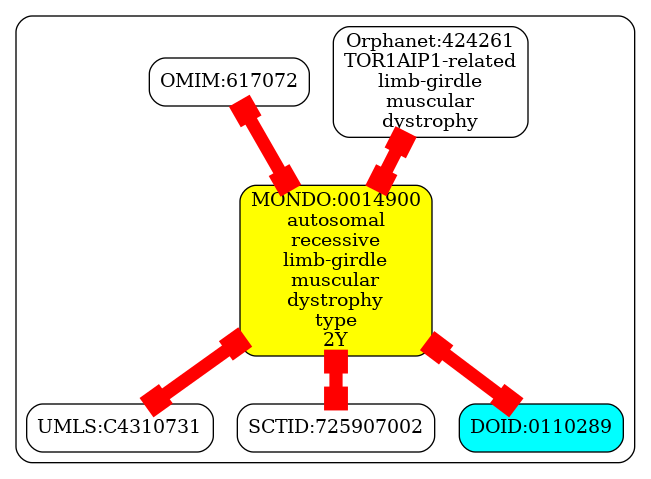 OMIM:617072
Orphanet:424261
TOR1AIP1-related
limb-girdle
muscular
dystrophy
MONDO:0014900
autosomal
recessive
limb-girdle
muscular
dystrophy
type
2Y
UMLS:C4310731
SCTID:725907002
DOID:0110289